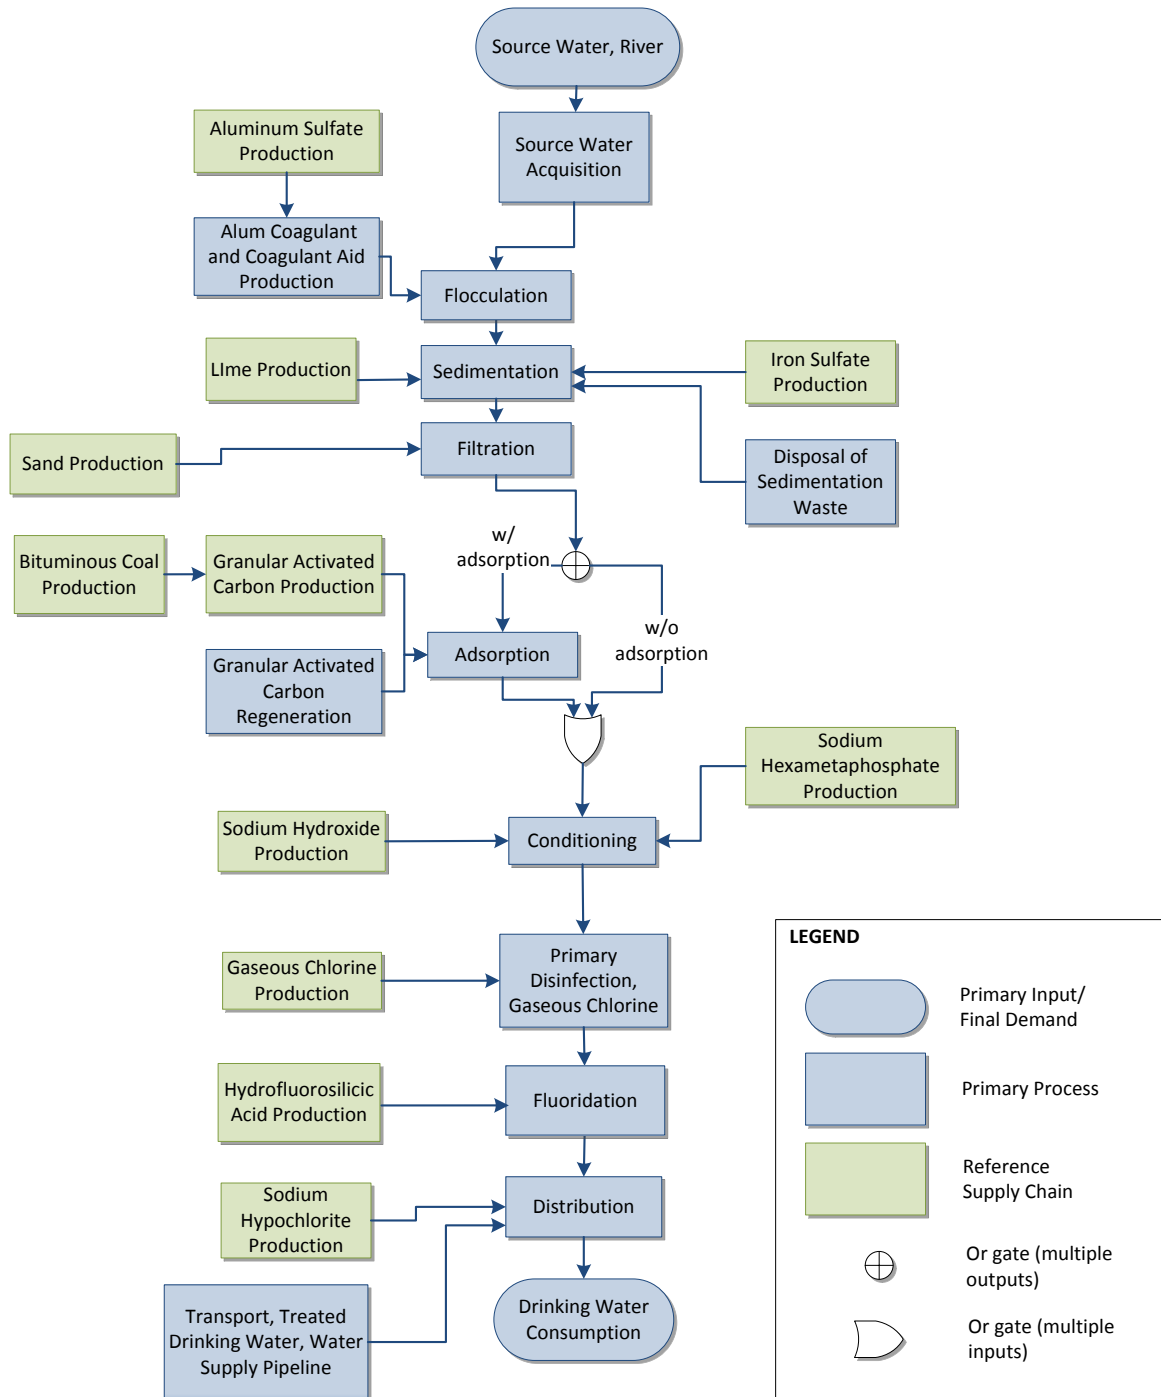 Source Water, River
Aluminum Sulfate
Production
Source Water
Acquisition
Alum Coagulant
and Coagulant Aid
Production
Flocculation
LIme Production
Sedimentation
Iron Sulfate
Production
Sand Production
Filtration
Disposal of
Sedimentation
Waste
w/
adsorption
Bituminous Coal
Production
Granular Activated
Carbon Production
w/o
adsorption
Adsorption
Granular Activated
Carbon
Regeneration
Sodium
Hexametaphosphate
Production
Sodium Hydroxide
Production
Conditioning
Gaseous Chlorine
Production
Primary
Disinfection,
Gaseous Chlorine
Hydrofluorosilicic
Acid Production
Fluoridation
Sodium
Hypochlorite
Production
Distribution
Transport, Treated
Drinking Water, Water
Supply Pipeline
Drinking Water
Consumption
LEGEND
Primary Input/
Final Demand
Primary Process
Reference
Supply Chain
Or gate (multiple
outputs)
Or gate (multiple
inputs)